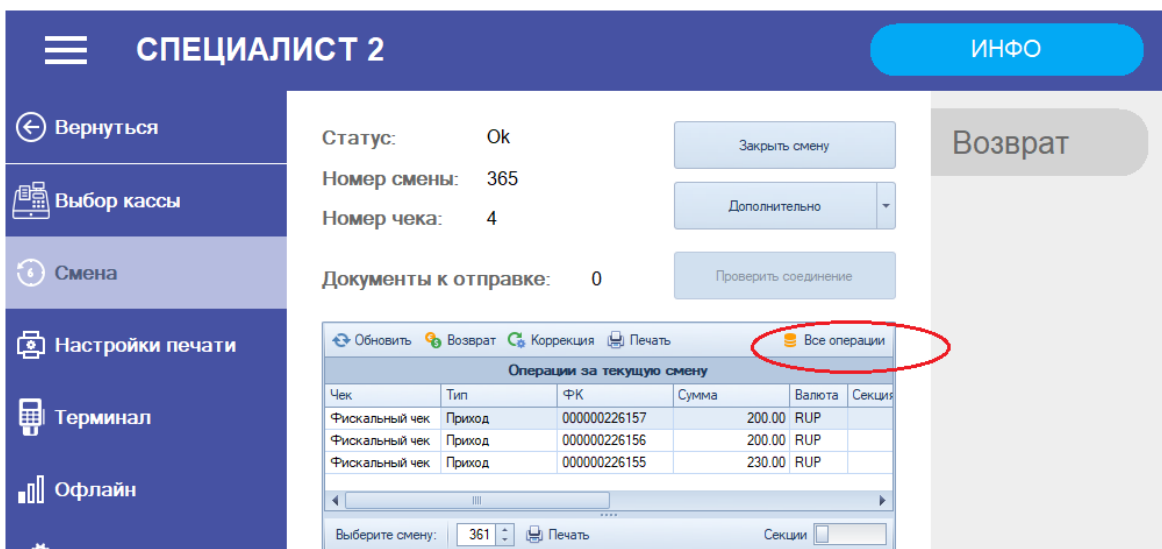 СПЕЦИАЛИСТ 2
ИНФО
Вернуться
Выбор кассы
Смена
6
Настройки печати
Терминал
Офлайн
Статус: Ok
Номер смены: 365
Номер чека: 4
Документы к отправке: 0
Закрыть смену
Дополнительно
Проверить соединение
Возврат
Обновить Возврат Коррекция Печать Все операции
Операции за текущую смену
Чек Тип ФК Сумма Валюта Секция
Фискальный чек Приход 000000226157 200.00 RUP
Фискальный чек Приход 000000226156 200.00 RUP
Фискальный чек Приход 000000226155 230.00 RUP
Выберите смену: 361 Печать Секции